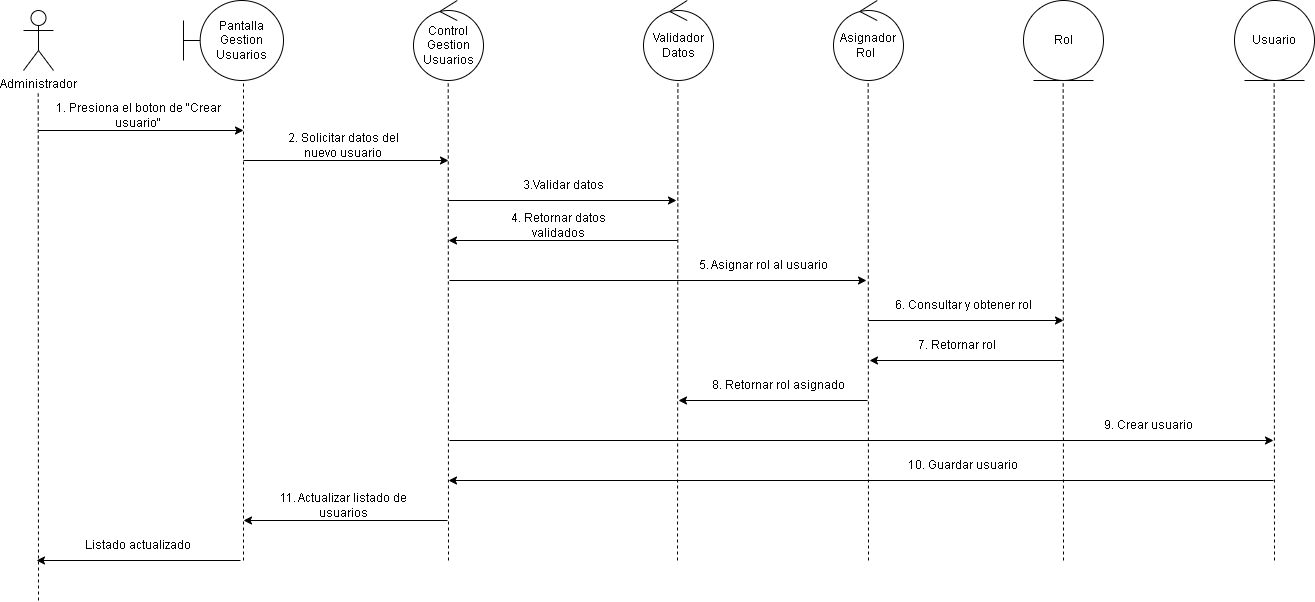 Pantalla
Gestion
Usuarios
Control
Gestion
Usuarios
Validador
Datos
Asignador
Rol
Rol
Usuario
Administrador
1. Presiona el boton de "Crear
usuario"
2. Solicitar datos del
nuevo usuario
3.Validar datos
4. Retornar datos
validados
5. Asignar rol al usuario
6. Consultar y obtener rol
7. Retornar rol
8. Retornar rol asignado
9. Crear usuario
10. Guardar usuario
11. Actualizar listado de
usuarios
Listado actualizado